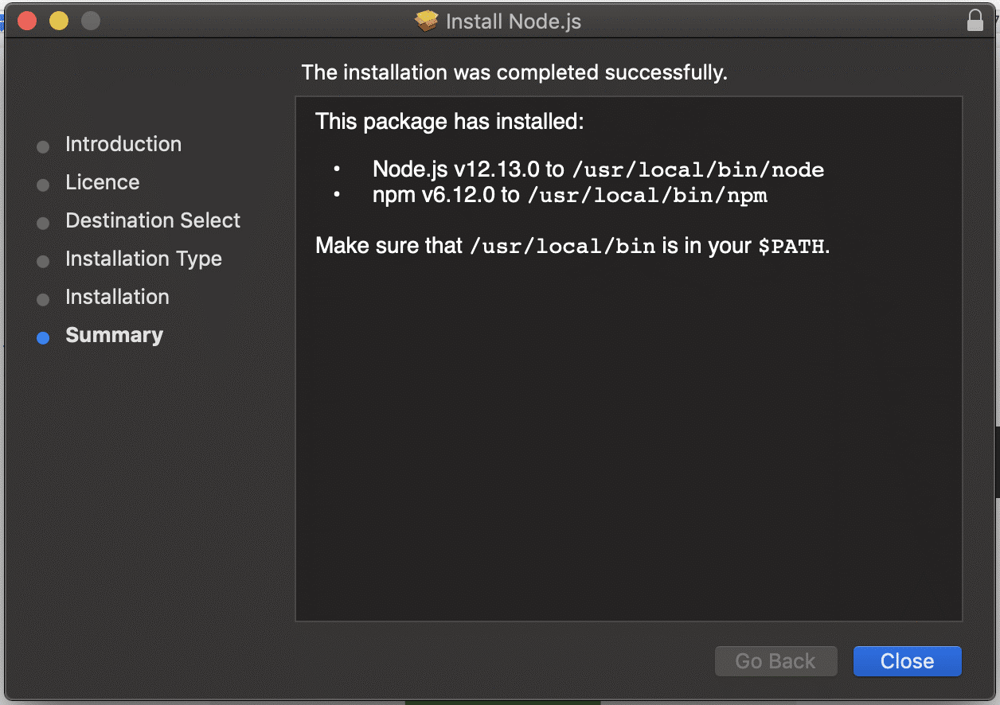 Install Node.js
The installation was completed successfully.
Introduction
Licence
Destination Select
Installation Type
Installation
Summary
This package has installed:
• Node.js v12.13.0 to /usr/local/bin/node
• npm v6.12.0 to /usr/local/bin/npm
Make sure that /usr/local/bin is in your $PATH.
Go Back
Close